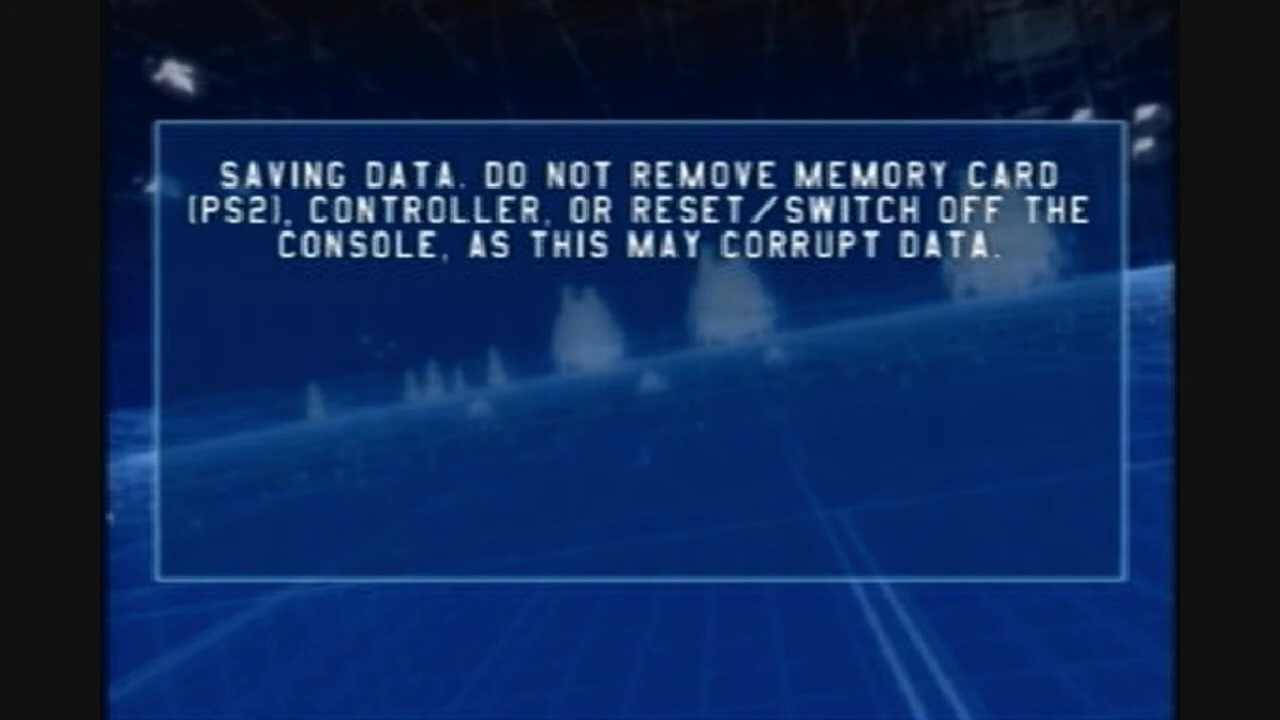 SAVING DATA. DO NOT REMOVE MEMORY CARD
(PS2), CONTROLLER, OR RESET/SWITCH OFF THE
CONSOLE, AS THIS MAY CORRUPT DATA.